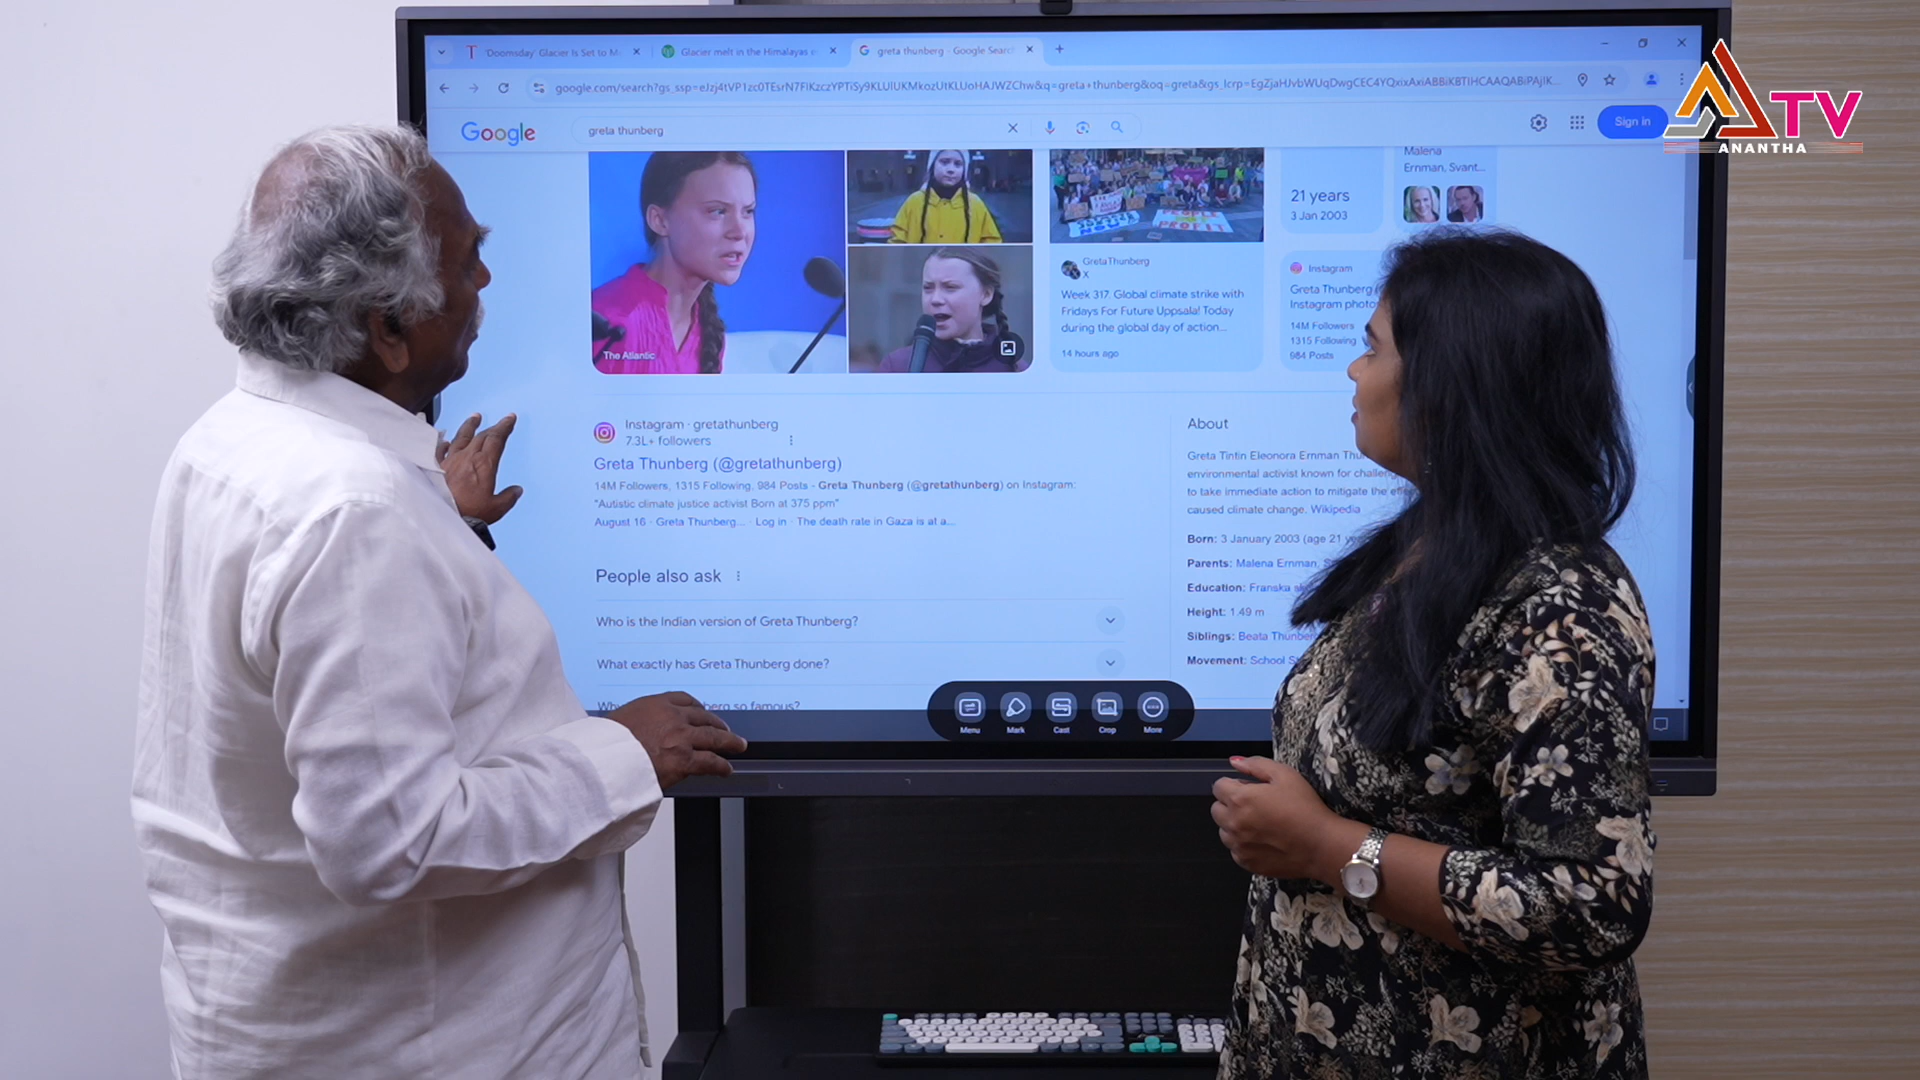 'Doomsday' Glacier Is Set to M
Glacier melt in the Himalayas
greta thunberg - Google Search
Google
greta thunberg
Sign in
TV
ANANTHA
The Atlantic
GretaThunberg
X
Week 317. Global climate strike with
Fridays For Future Uppsala! Today
during the global day of action...
14 hours ago
21 years
3 Jan 2003
Malena
Ernman, Svant...
Instagram
Greta Thunberg
Instagram photo
14M Followers
1315 Following
984 Posts
Instagram · gretathunberg
7.3L+ followers
Greta Thunberg (@gretathunberg)
14M Followers, 1315 Following, 984 Posts - Greta Thunberg (@gretathunberg) on Instagram:
"Autistic climate justice activist Born at 375 ppm"
August 16 · Greta Thunberg... · Log in · The death rate in Gaza is at a...
People also ask
Who is the Indian version of Greta Thunberg?
What exactly has Greta Thunberg done?
so famous?
About
Greta Tintin Eleonora Ernman
environmental activist known for
to take immediate action to mitigate the
caused climate change. Wikipedia
Born: 3 January 2003 (age 21
Parents: Malena Ernman,
Education: Franska
Height: 1.49 m
Siblings: Beata Thunberg
Movement: School
Menu
Mark
Cast
Crop
More